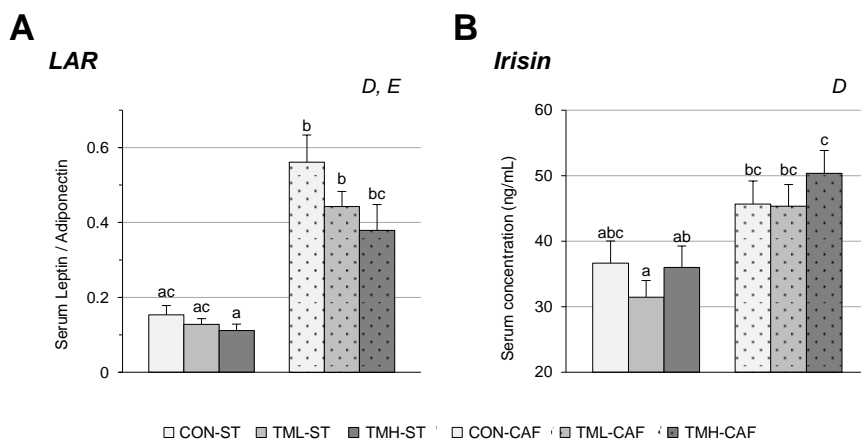 A
B
LAR
Irisin
D, E
D
Serum Leptin / Adiponectin
0.6
0.4
0.2
0
ac
ac
a
b
b
bc
Serum concentration (ng/mL)
60
50
40
30
20
abc
a
ab
bc
bc
c
CON-ST TML-ST TMH-ST CON-CAF TML-CAF TMH-CAF